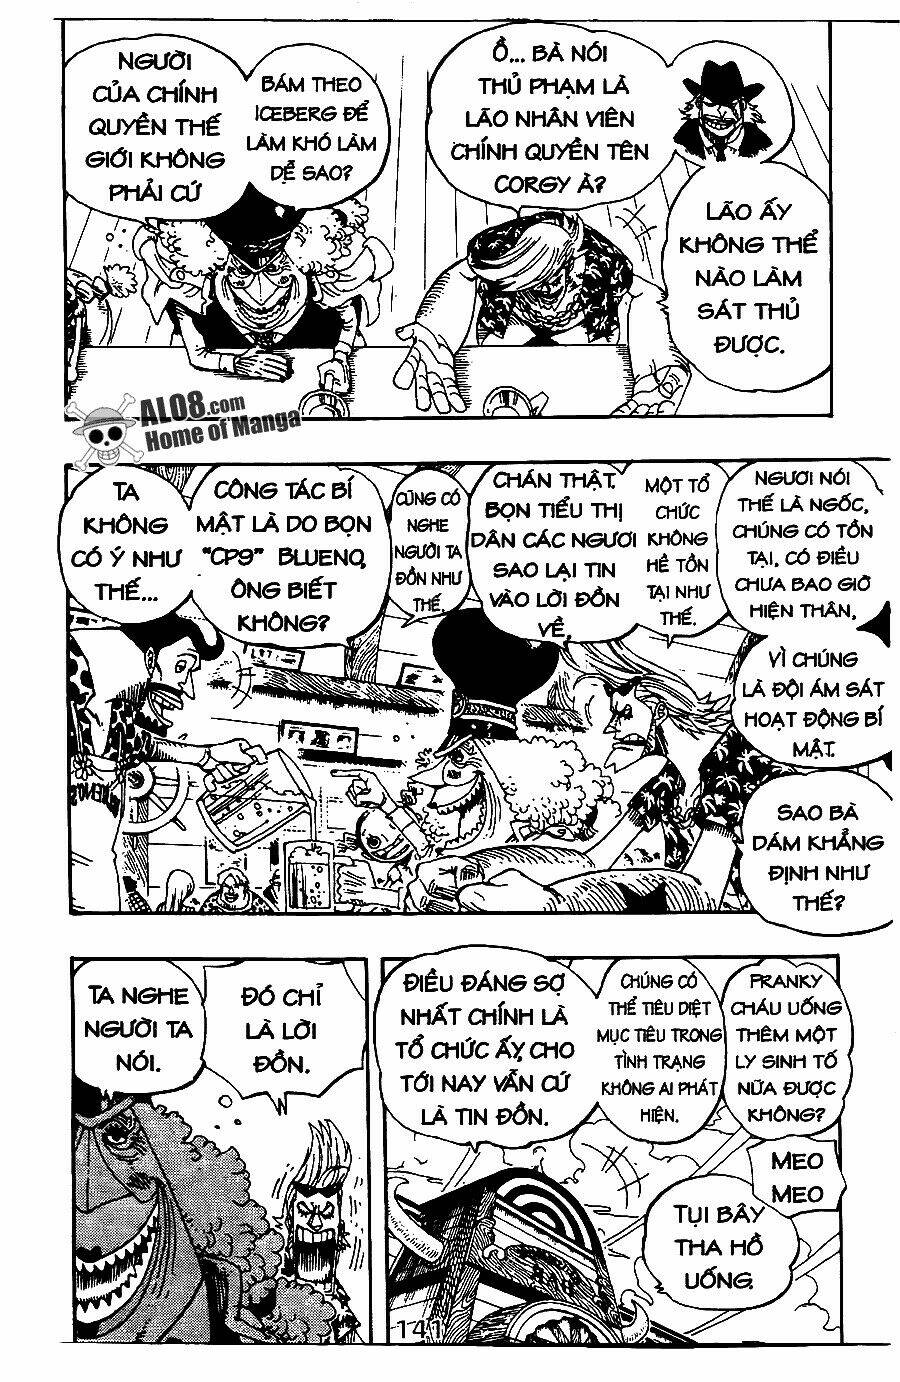 Ồ... BÀ NÓI
THỦ PHẠM LÀ
LÃO NHÂN VIÊN
CHÍNH QUYỀN TÊN
CORGY À?
LÃO ẤY
KHÔNG THỂ
NÀO LÀM
SÁT THỦ
ĐƯỢC.
BÁM THEO
ICEBERG ĐỂ
LÀM KHÓ LÀM
DỄ SAO?
NGƯỜI
CỦA CHÍNH
QUYỀN THẾ
GIỚI KHÔNG
PHẢI CỨ
AL08.com
Home of Manga
NGƯƠI NÓI
THẾ LÀ NGỐC,
CHÚNG CÓ TỒN
TẠI, CÓ ĐIỀU
CHƯA BAO GIỜ
HIỆN THÂN,
VÌ CHÚNG
LÀ ĐỘI ÁM SÁT
HOẠT ĐỘNG BÍ
MẬT.
SAO BÀ
DÁM KHẲNG
ĐỊNH NHƯ
THẾ?
MỘT TỔ
CHỨC
KHÔNG
HỀ TỒN
TẠI NHƯ
THẾ.
CHÁN THẬT.
BỌN TIỂU THỊ
DÂN CÁC NGƯƠI
SAO LẠI TIN
VÀO LỜI ĐỒN
VỀ,
CŨNG CÓ
NGHE
NGƯỜI TA
ĐỒN NHƯ
THẾ.
CÔNG TÁC BÍ
MẬT LÀ DO BỌN
"CP9" BLUENO,
ÔNG BIẾT
KHÔNG?
TA
KHÔNG
CÓ Ý NHƯ
THẾ...
FRANKY
CHÁU UỐNG
THÊM MỘT
LY SINH TỐ
NỮA ĐƯỢC
KHÔNG?
MEO
MEO
TỤI BÂY
THA HỒ
UỐNG.
CHÚNG CÓ
THỂ TIÊU DIỆT
MỤC TIÊU TRONG
TÌNH TRẠNG
KHÔNG AI PHÁT
HIỆN.
ĐIỀU ĐÁNG SỢ
NHẤT CHÍNH LÀ
TỔ CHỨC ẤY, CHO
TỚI NAY VẪN CỨ
LÀ TIN ĐỒN.
ĐÓ CHỈ
LÀ LỜI
ĐỒN.
TA NGHE
NGƯỜI TA
NÓI.
141